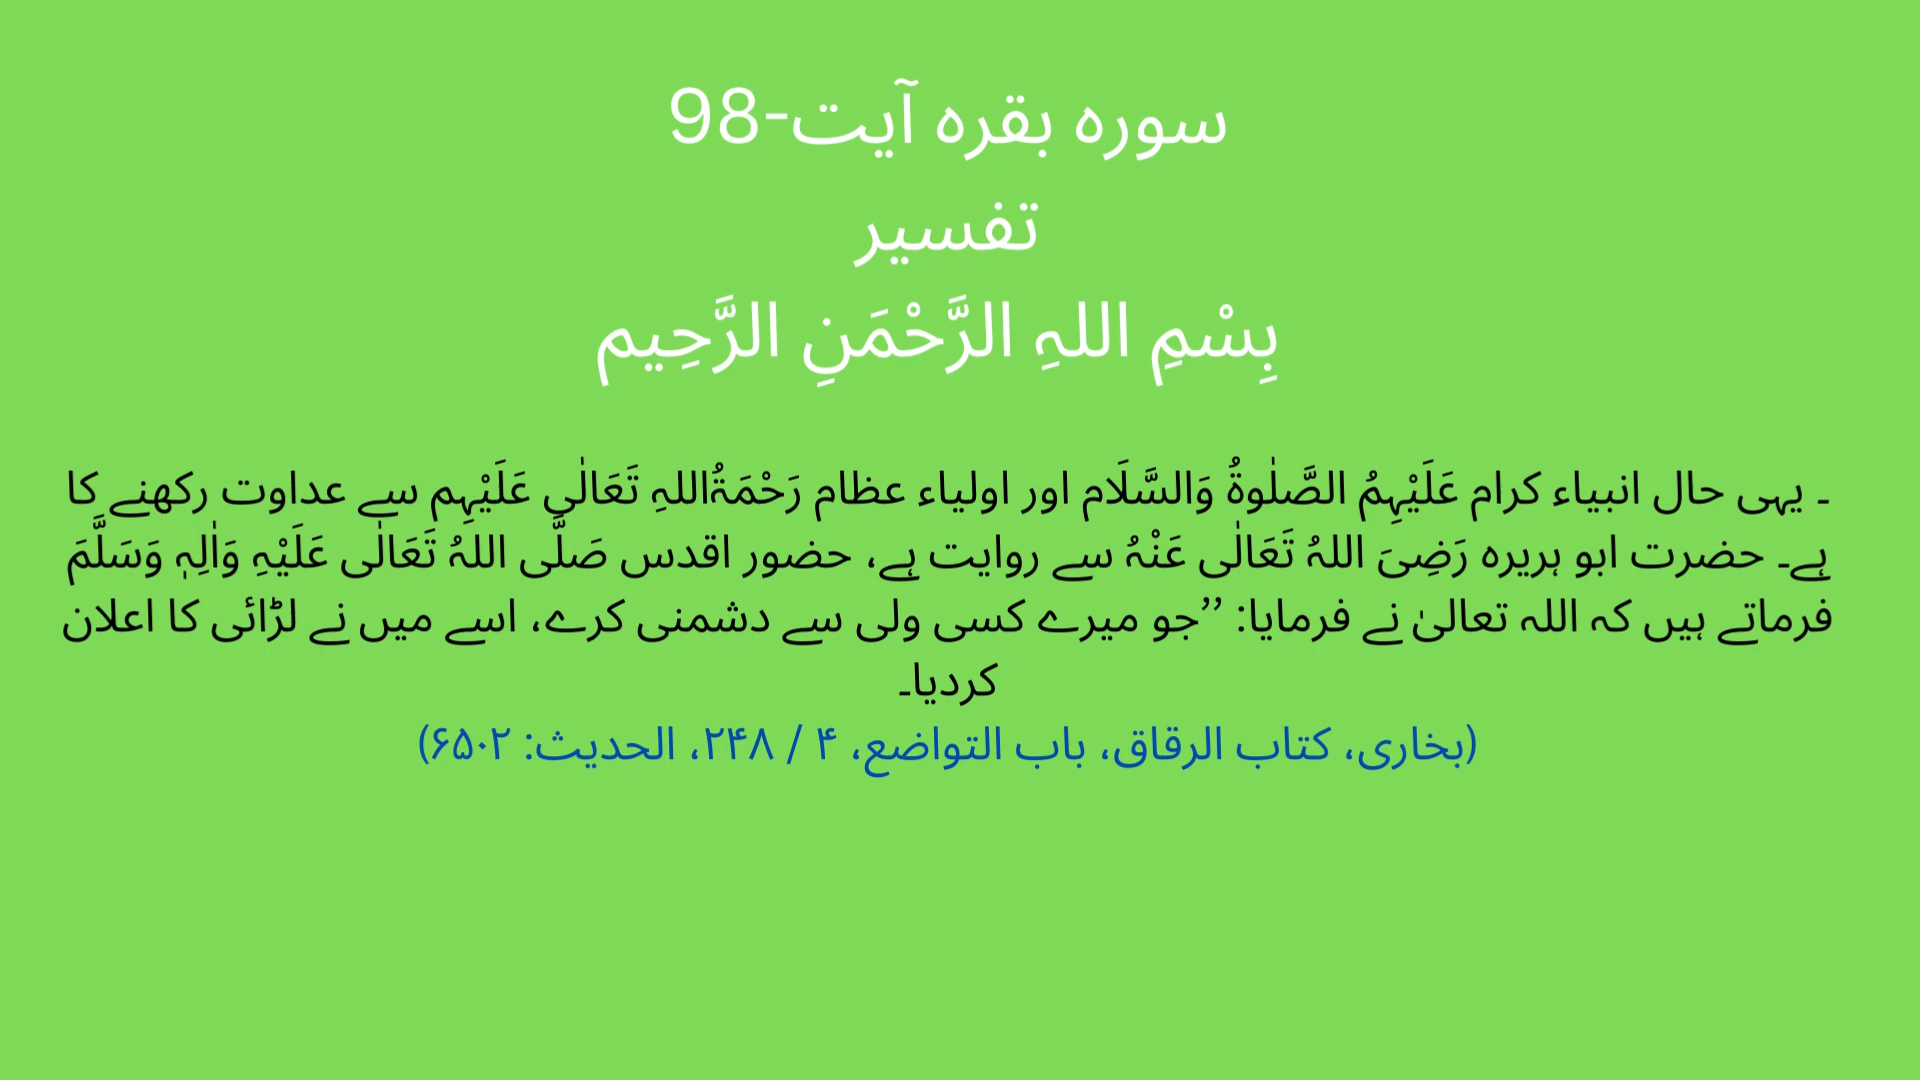 سورہ بقرہ آیت-98
تفسیر
بِسْمِ اللہِ الرَّحْمَنِ الرَّحِیم
۔ یہی حال انبیاء کرام عَلَیْہِمُ الصَّلٰوۃُ وَالسَّلَام اور اولیاء عظام رَحْمَۃُاللہِ تَعَالٰی عَلَیْہِم سے عداوت رکھنے کا
ہے۔ حضرت ابو ہریرہ رَضِیَ اللہُ تَعَالٰی عَنْہُ سے روایت ہے، حضور اقدس صَلَّی اللہُ تَعَالٰی عَلَیْہِ وَاٰلِہٖ وَسَلَّمَ
فرماتے ہیں کہ اللہ تعالیٰ نے فرمایا: ’’جو میرے کسی ولی سے دشمنی کرے، اسے میں نے لڑائی کا اعلان
کردیا۔
(بخاری، کتاب الرقاق، باب التواضع، ۴ / ۲۴۸، الحدیث: ۶۵۰۲)